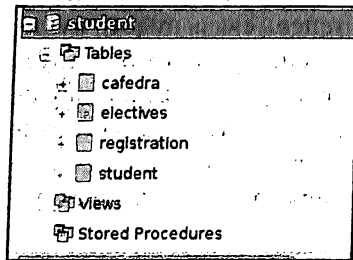 student
Tables
cafedra
electives
registration
student
Views
Stored Procedures